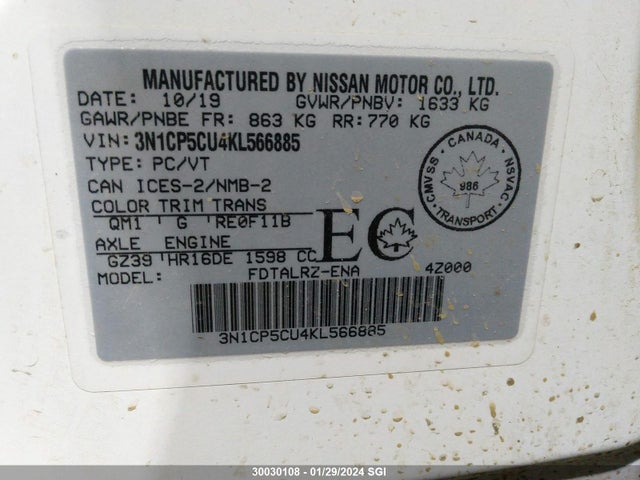 MANUFACTURED BY NISSAN MOTOR CO., LTD.
DATE: 10/19 GVWR/PNBV: 1633 KG
GAWR/PNBE FR: 863 KG RR: 770 KG
VIN: 3N1CP5CU4KL566885
TYPE: PC/VT
CAN ICES-2/NMB-2
COLOR TRIM TRANS
QM1 G RE0F11B
AXLE ENGINE
GZ39 HR16DE 1598 CC
EC
MODEL: FDTALRZ-ENA 4Z000
3N1CP5CU4KL566885
CANADA
CMVSS
NSVAC
986
TRANSPORT
30030108 - 01/29/2024 SGI